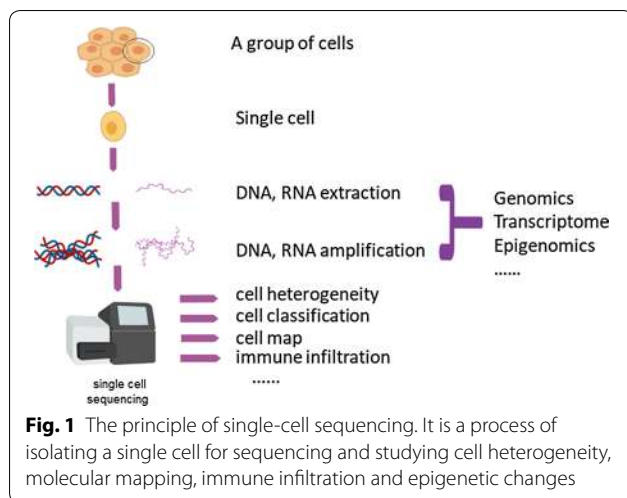 A group of cells
Single cell
DNA, RNA extraction
DNA, RNA amplification
Genomics
Transcriptome
Epigenomics
......
cell heterogeneity
cell classification
cell map
immune infiltration
......
single cell
sequencing
Fig. 1 The principle of single-cell sequencing. It is a process of
isolating a single cell for sequencing and studying cell heterogeneity,
molecular mapping, immune infiltration and epigenetic changes